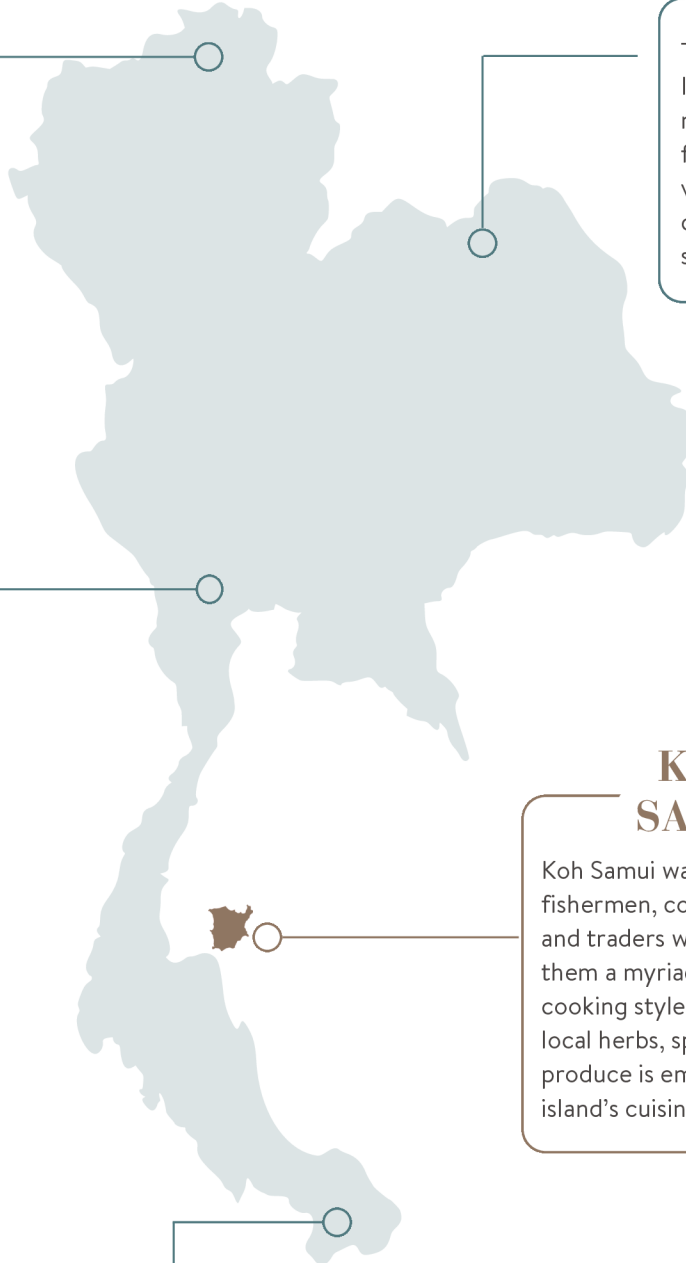 K
SA
Koh Samui wa
fishermen, co
and traders w
them a myria
cooking style
local herbs, sp
produce is em
island's cuisin